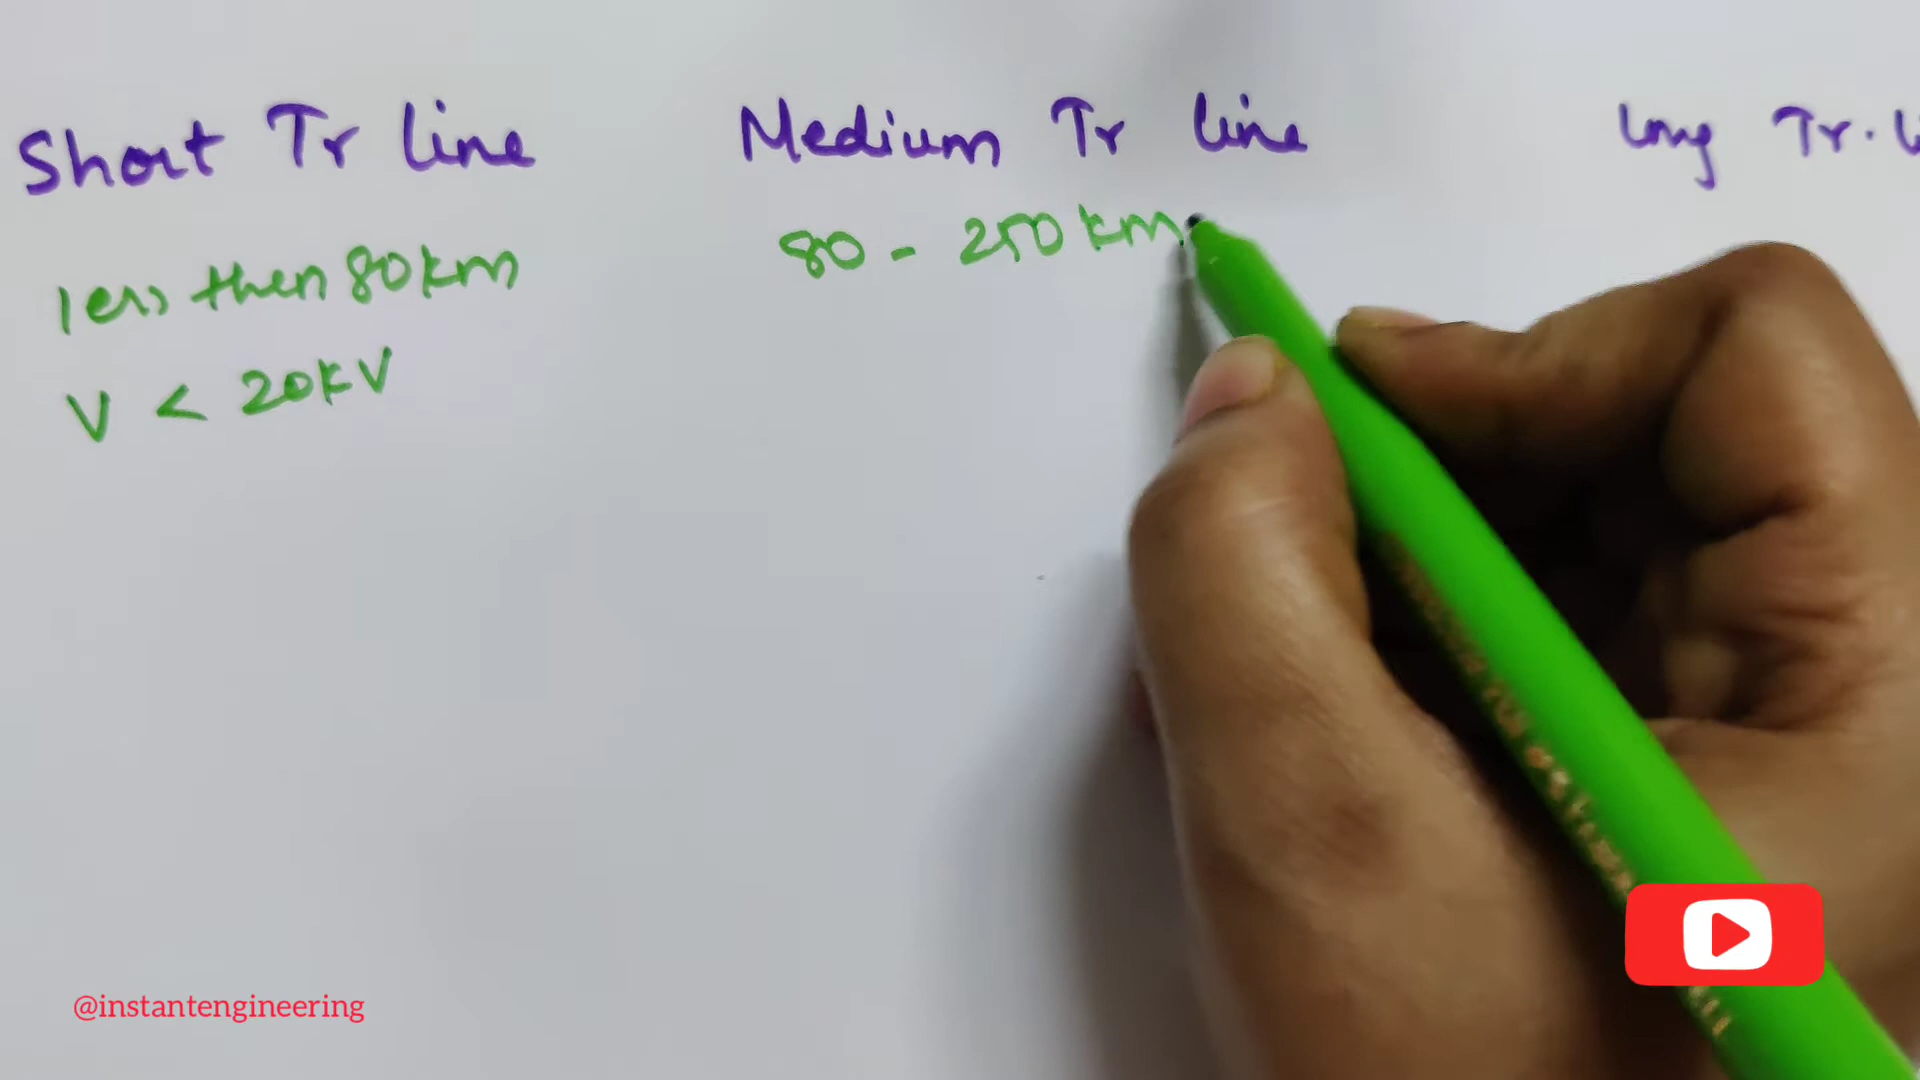 Short Tr line
Medium Tr line
long Tr.
less then 80km
80 - 250 km
V < 20kV
@instantengineering